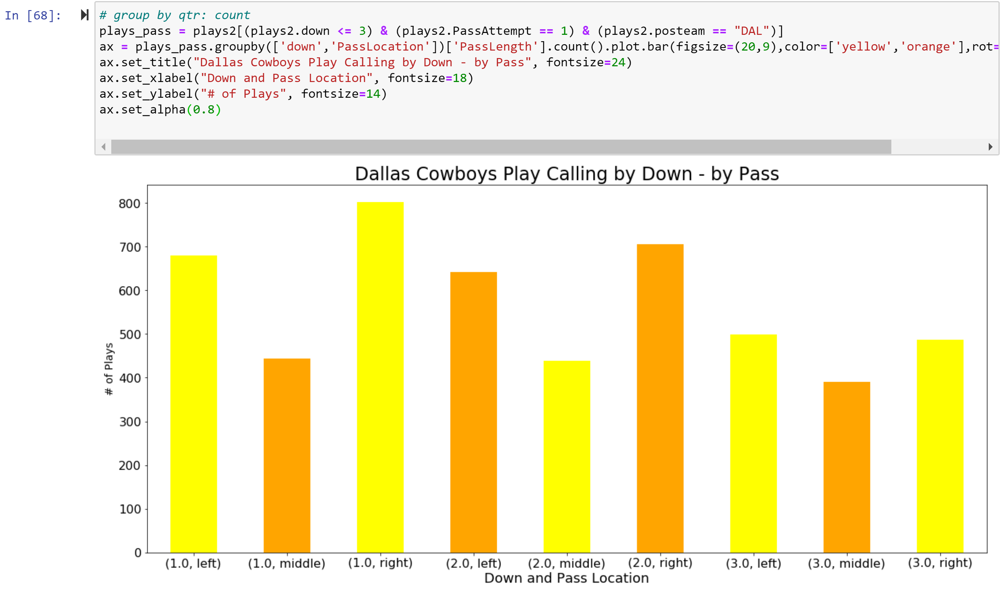 In [68]:
# group by qtr: count
plays_pass = plays2[(plays2.down <= 3) & (plays2.PassAttempt == 1) & (plays2.posteam == "DAL")]
ax = plays_pass.groupby(['down','PassLocation'])['PassLength'].count().plot.bar(figsize=(20,9),color=['yellow','orange'],rot=
ax.set_title("Dallas Cowboys Play Calling by Down - by Pass", fontsize=24)
ax.set_xlabel("Down and Pass Location", fontsize=18)
ax.set_ylabel("# of Plays", fontsize=14)
ax.set_alpha(0.8)
Dallas Cowboys Play Calling by Down - by Pass
# of Plays
800
700
600
500
400
300
200
100
0
(1.0, left) (1.0, middle) (1.0, right) (2.0, left) (2.0, middle) (2.0, right) (3.0, left) (3.0, middle) (3.0, right)
Down and Pass Location